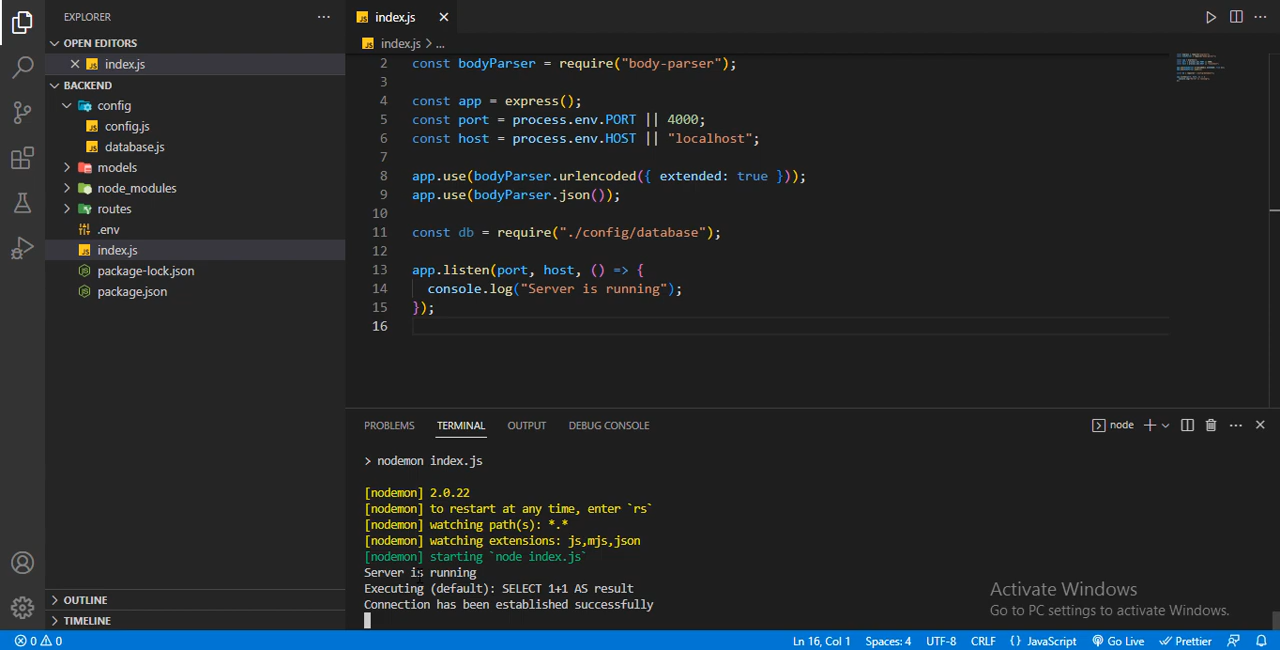 EXPLORER
OPEN EDITORS
index.js
BACKEND
config
config.js
database.js
models
node_modules
routes
.env
index.js
package-lock.json
package.json
OUTLINE
TIMELINE
index.js
index.js > ...
2 const bodyParser = require("body-parser");
3
4 const app = express();
5 const port = process.env.PORT || 4000;
6 const host = process.env.HOST || "localhost";
7
8 app.use(bodyParser.urlencoded({ extended: true }));
9 app.use(bodyParser.json());
10
11 const db = require("./config/database");
12
13 app.listen(port, host, () => {
14 console.log("Server is running");
15 });
16
PROBLEMS TERMINAL OUTPUT DEBUG CONSOLE node
> nodemon index.js
[nodemon] 2.0.22
[nodemon] to restart at any time, enter `rs`
[nodemon] watching path(s): *.*
[nodemon] watching extensions: js,mjs,json
[nodemon] starting `node index.js`
Server is running
Executing (default): SELECT 1+1 AS result
Connection has been established successfully
Activate Windows
Go to PC settings to activate Windows.
0 0 Ln 16, Col 1 Spaces: 4 UTF-8 CRLF {} JavaScript Go Live Prettier